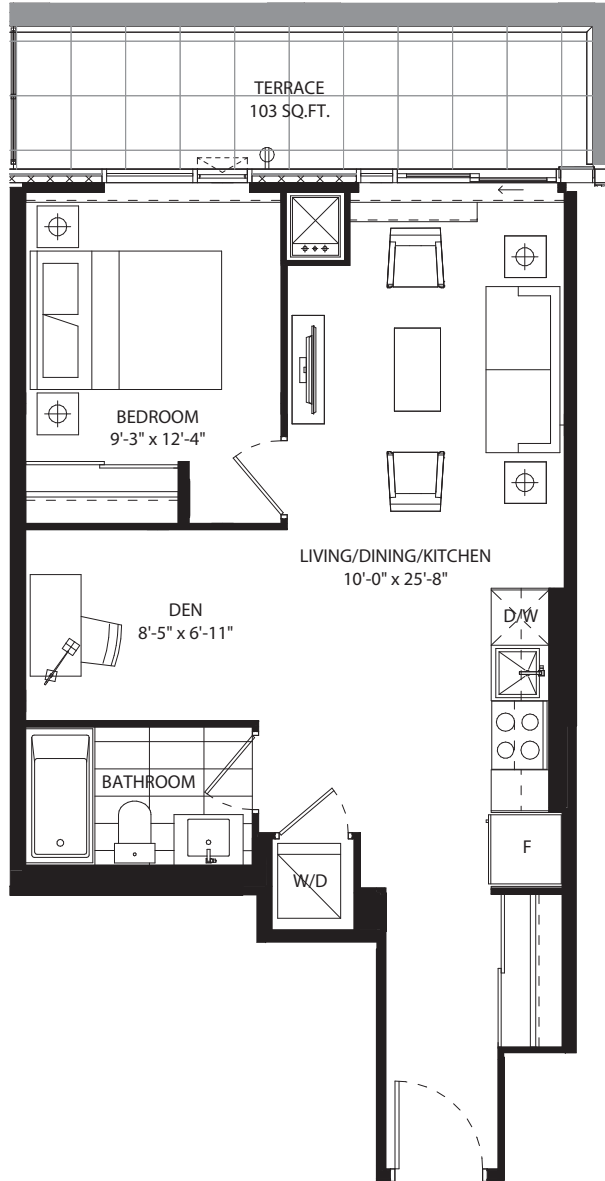 TERRACE
103 SQ.FT.
BEDROOM
9'-3" x 12'-4"
LIVING/DINING/KITCHEN
10'-0" x 25'-8"
DEN
8'-5" x 6'-11"
D/W
BATHROOM
W/D
F